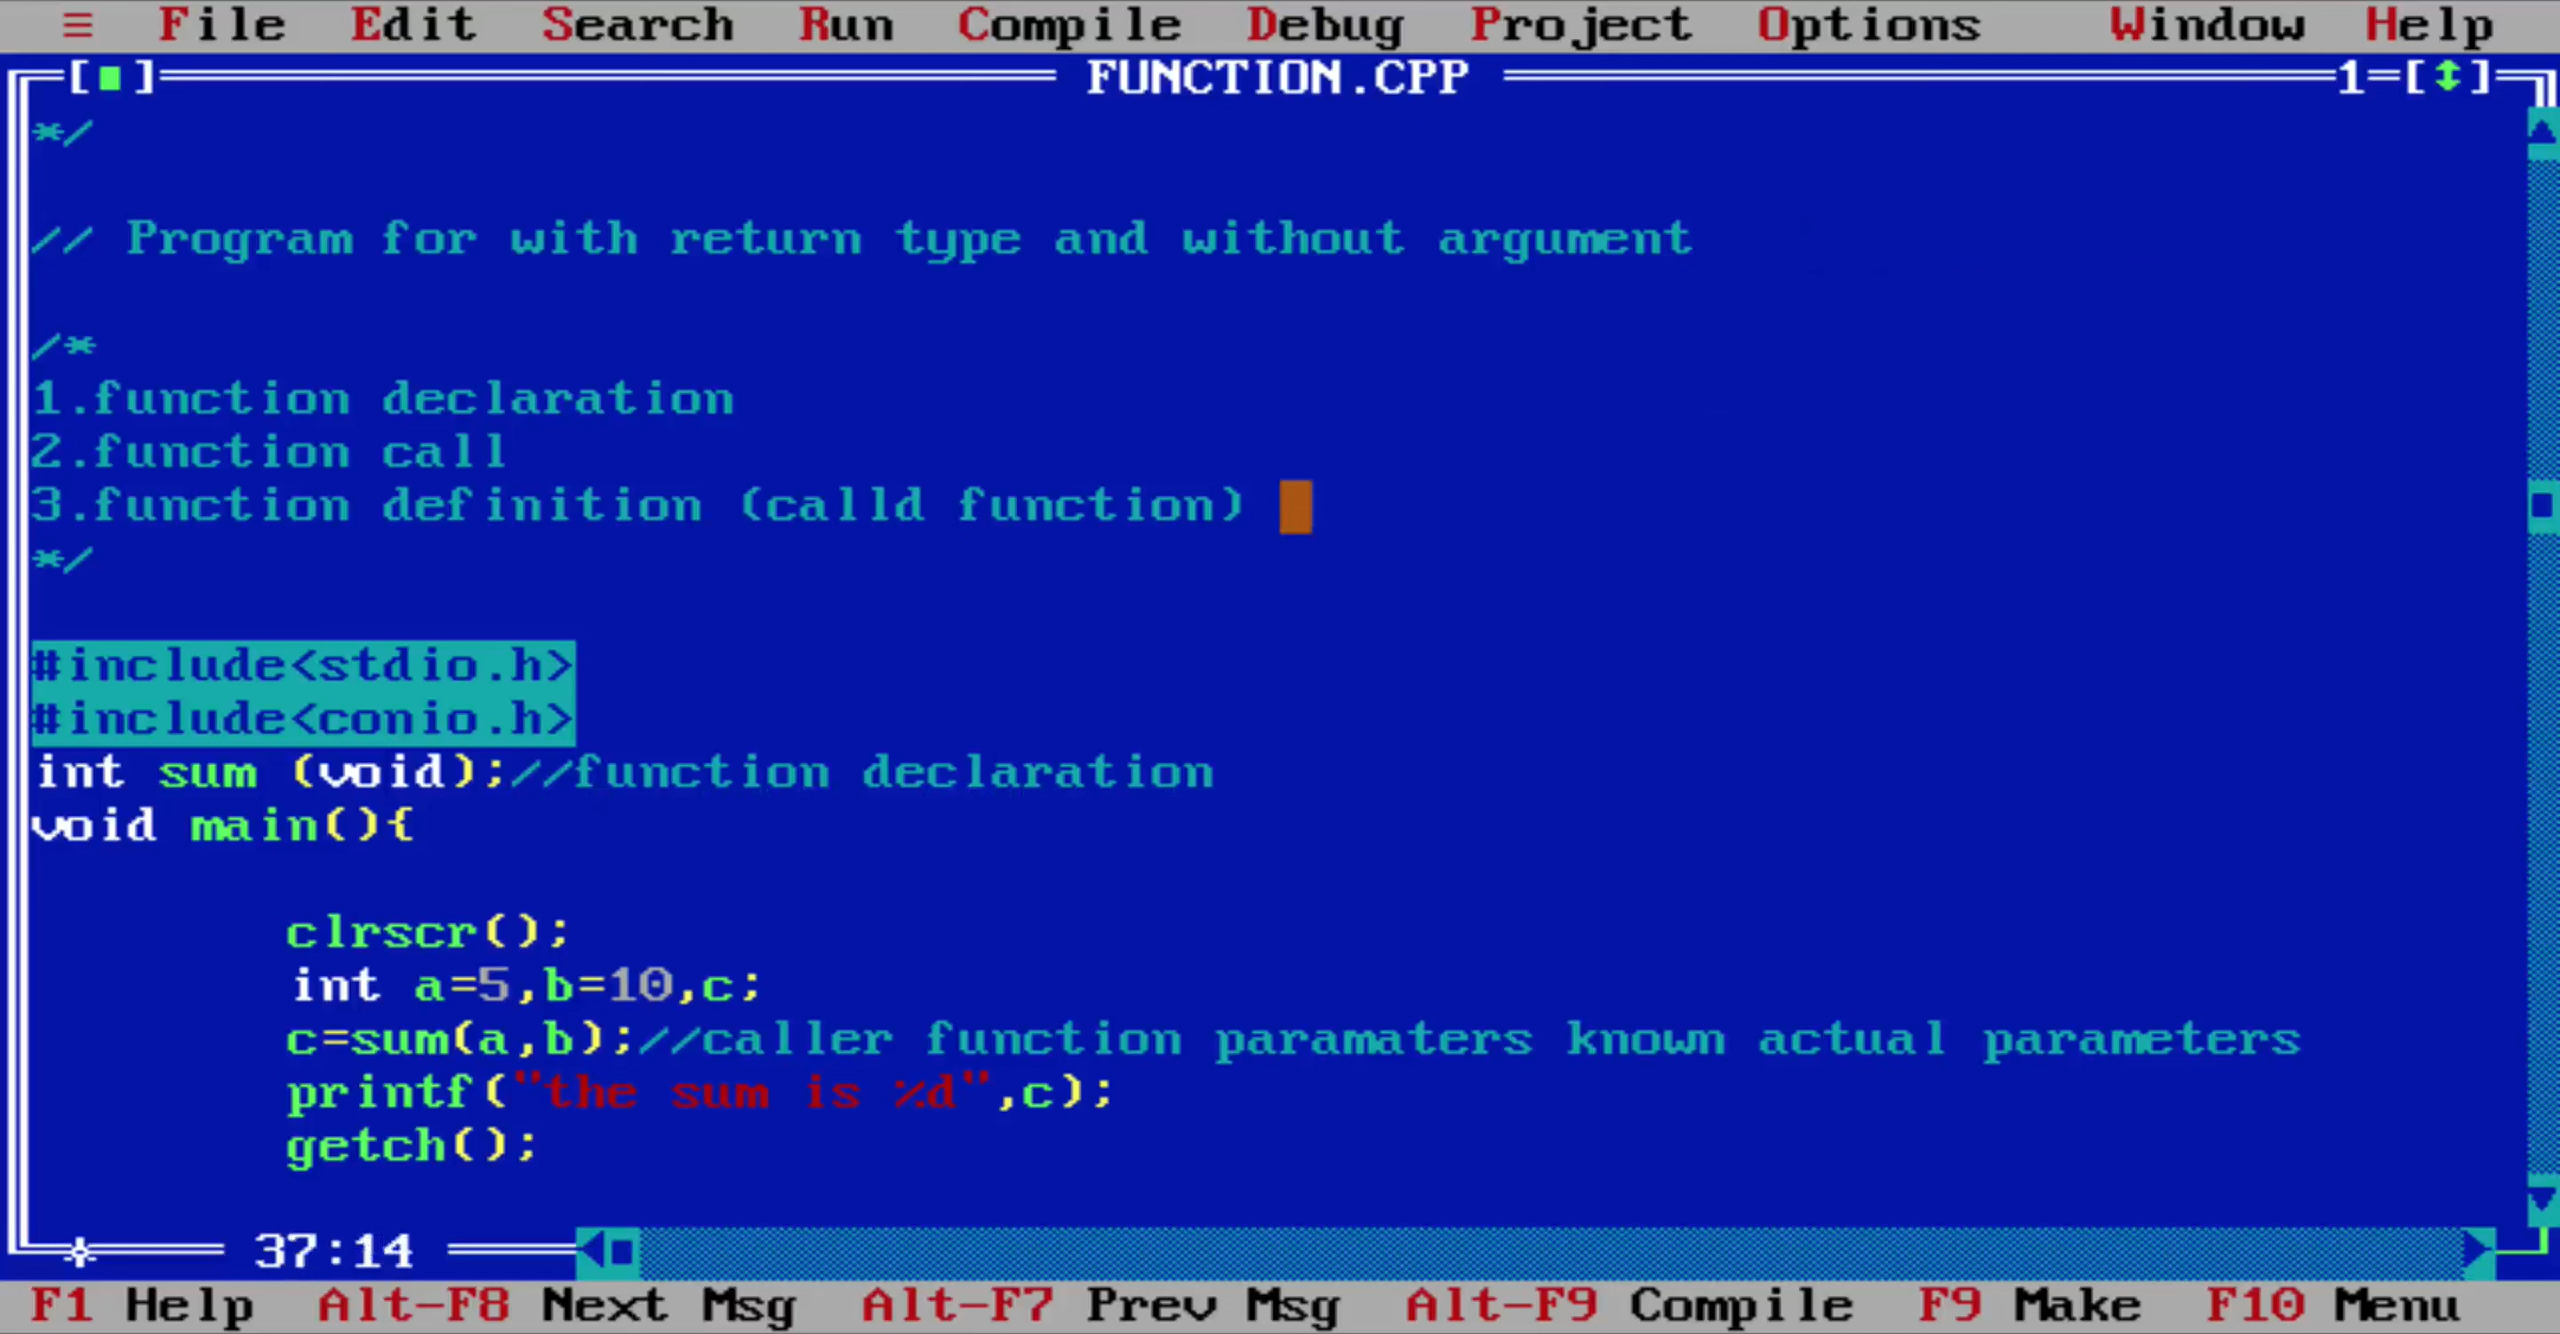 ≡ File Edit Search Run Compile Debug Project Options Window Help
[■] FUNCTION.CPP 1=[↕]
*/
// Program for with return type and without argument
/*
1.function declaration
2.function call
3.function definition (calld function)
*/
#include<stdio.h>
#include<conio.h>
int sum (void);//function declaration
void main(){
clrscr();
int a=5,b=10,c;
c=sum(a,b);//caller function paramaters known actual parameters
printf("the sum is %d",c);
getch();
37:14
F1 Help Alt-F8 Next Msg Alt-F7 Prev Msg Alt-F9 Compile F9 Make F10 Menu